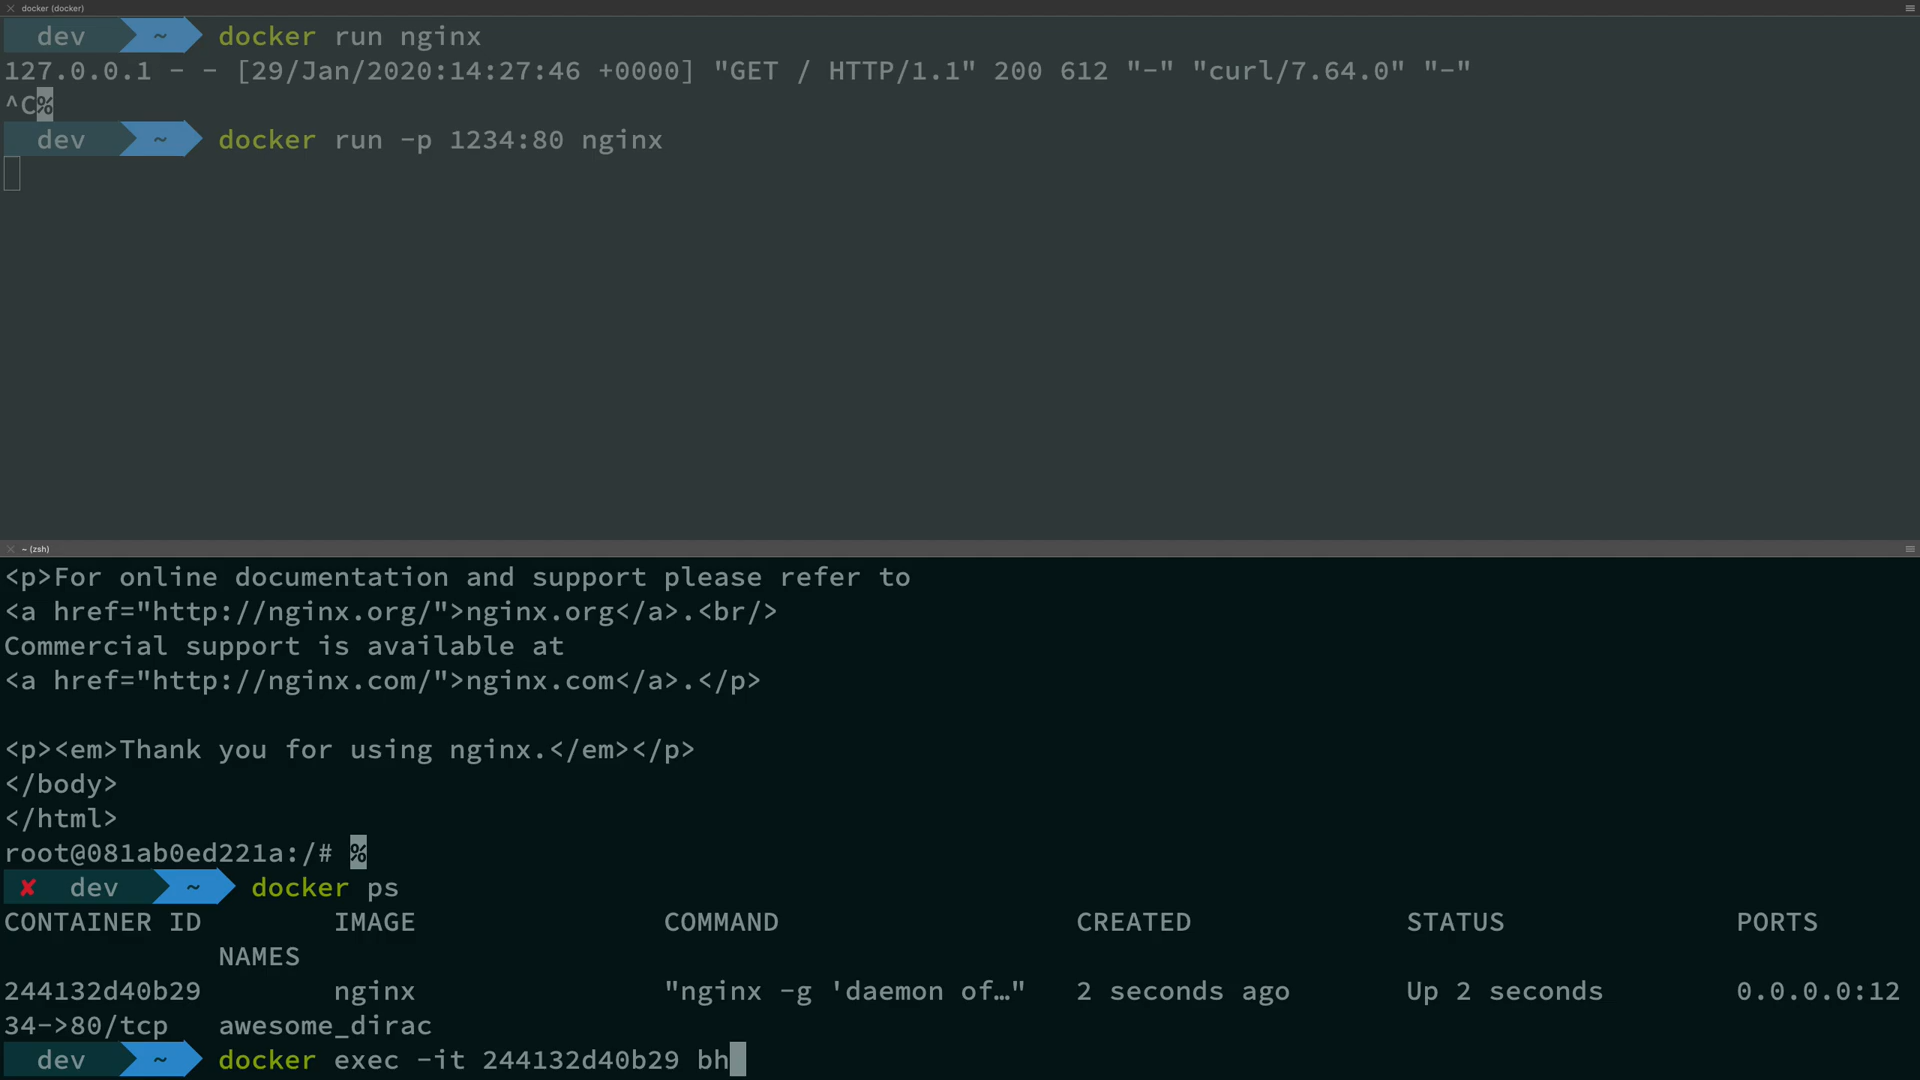 docker (docker)
dev ~ docker run nginx
127.0.0.1 - - [29/Jan/2020:14:27:46 +0000] "GET / HTTP/1.1" 200 612 "-" "curl/7.64.0" "-"
^C%
dev ~ docker run -p 1234:80 nginx
~ (zsh)
<p>For online documentation and support please refer to
<a href="http://nginx.org/">nginx.org</a>.<br/>
Commercial support is available at
<a href="http://nginx.com/">nginx.com</a>.</p>
<p><em>Thank you for using nginx.</em></p>
</body>
</html>
root@081ab0ed221a:/# %
✘ dev ~ docker ps
CONTAINER ID IMAGE COMMAND CREATED STATUS PORTS
NAMES
244132d40b29 nginx "nginx -g 'daemon of…" 2 seconds ago Up 2 seconds 0.0.0.0:12
34->80/tcp awesome_dirac
dev ~ docker exec -it 244132d40b29 bh